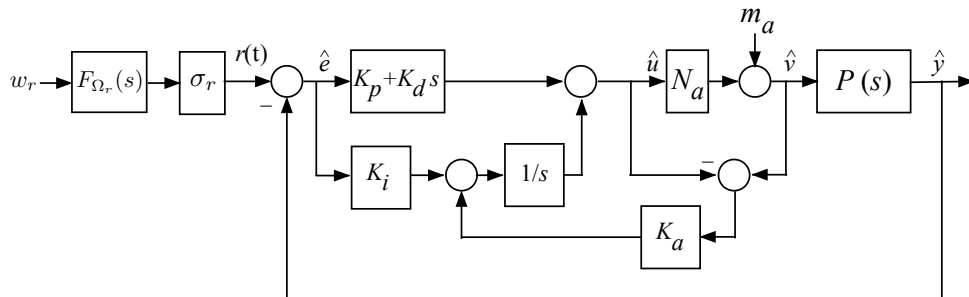 m_a
w_r
F_{Ω_r}(s)
σ_r
r(t)
−
ê
K_p+K_d s
û
N_a
v̂
P(s)
ŷ
K_i
1/s
−
K_a